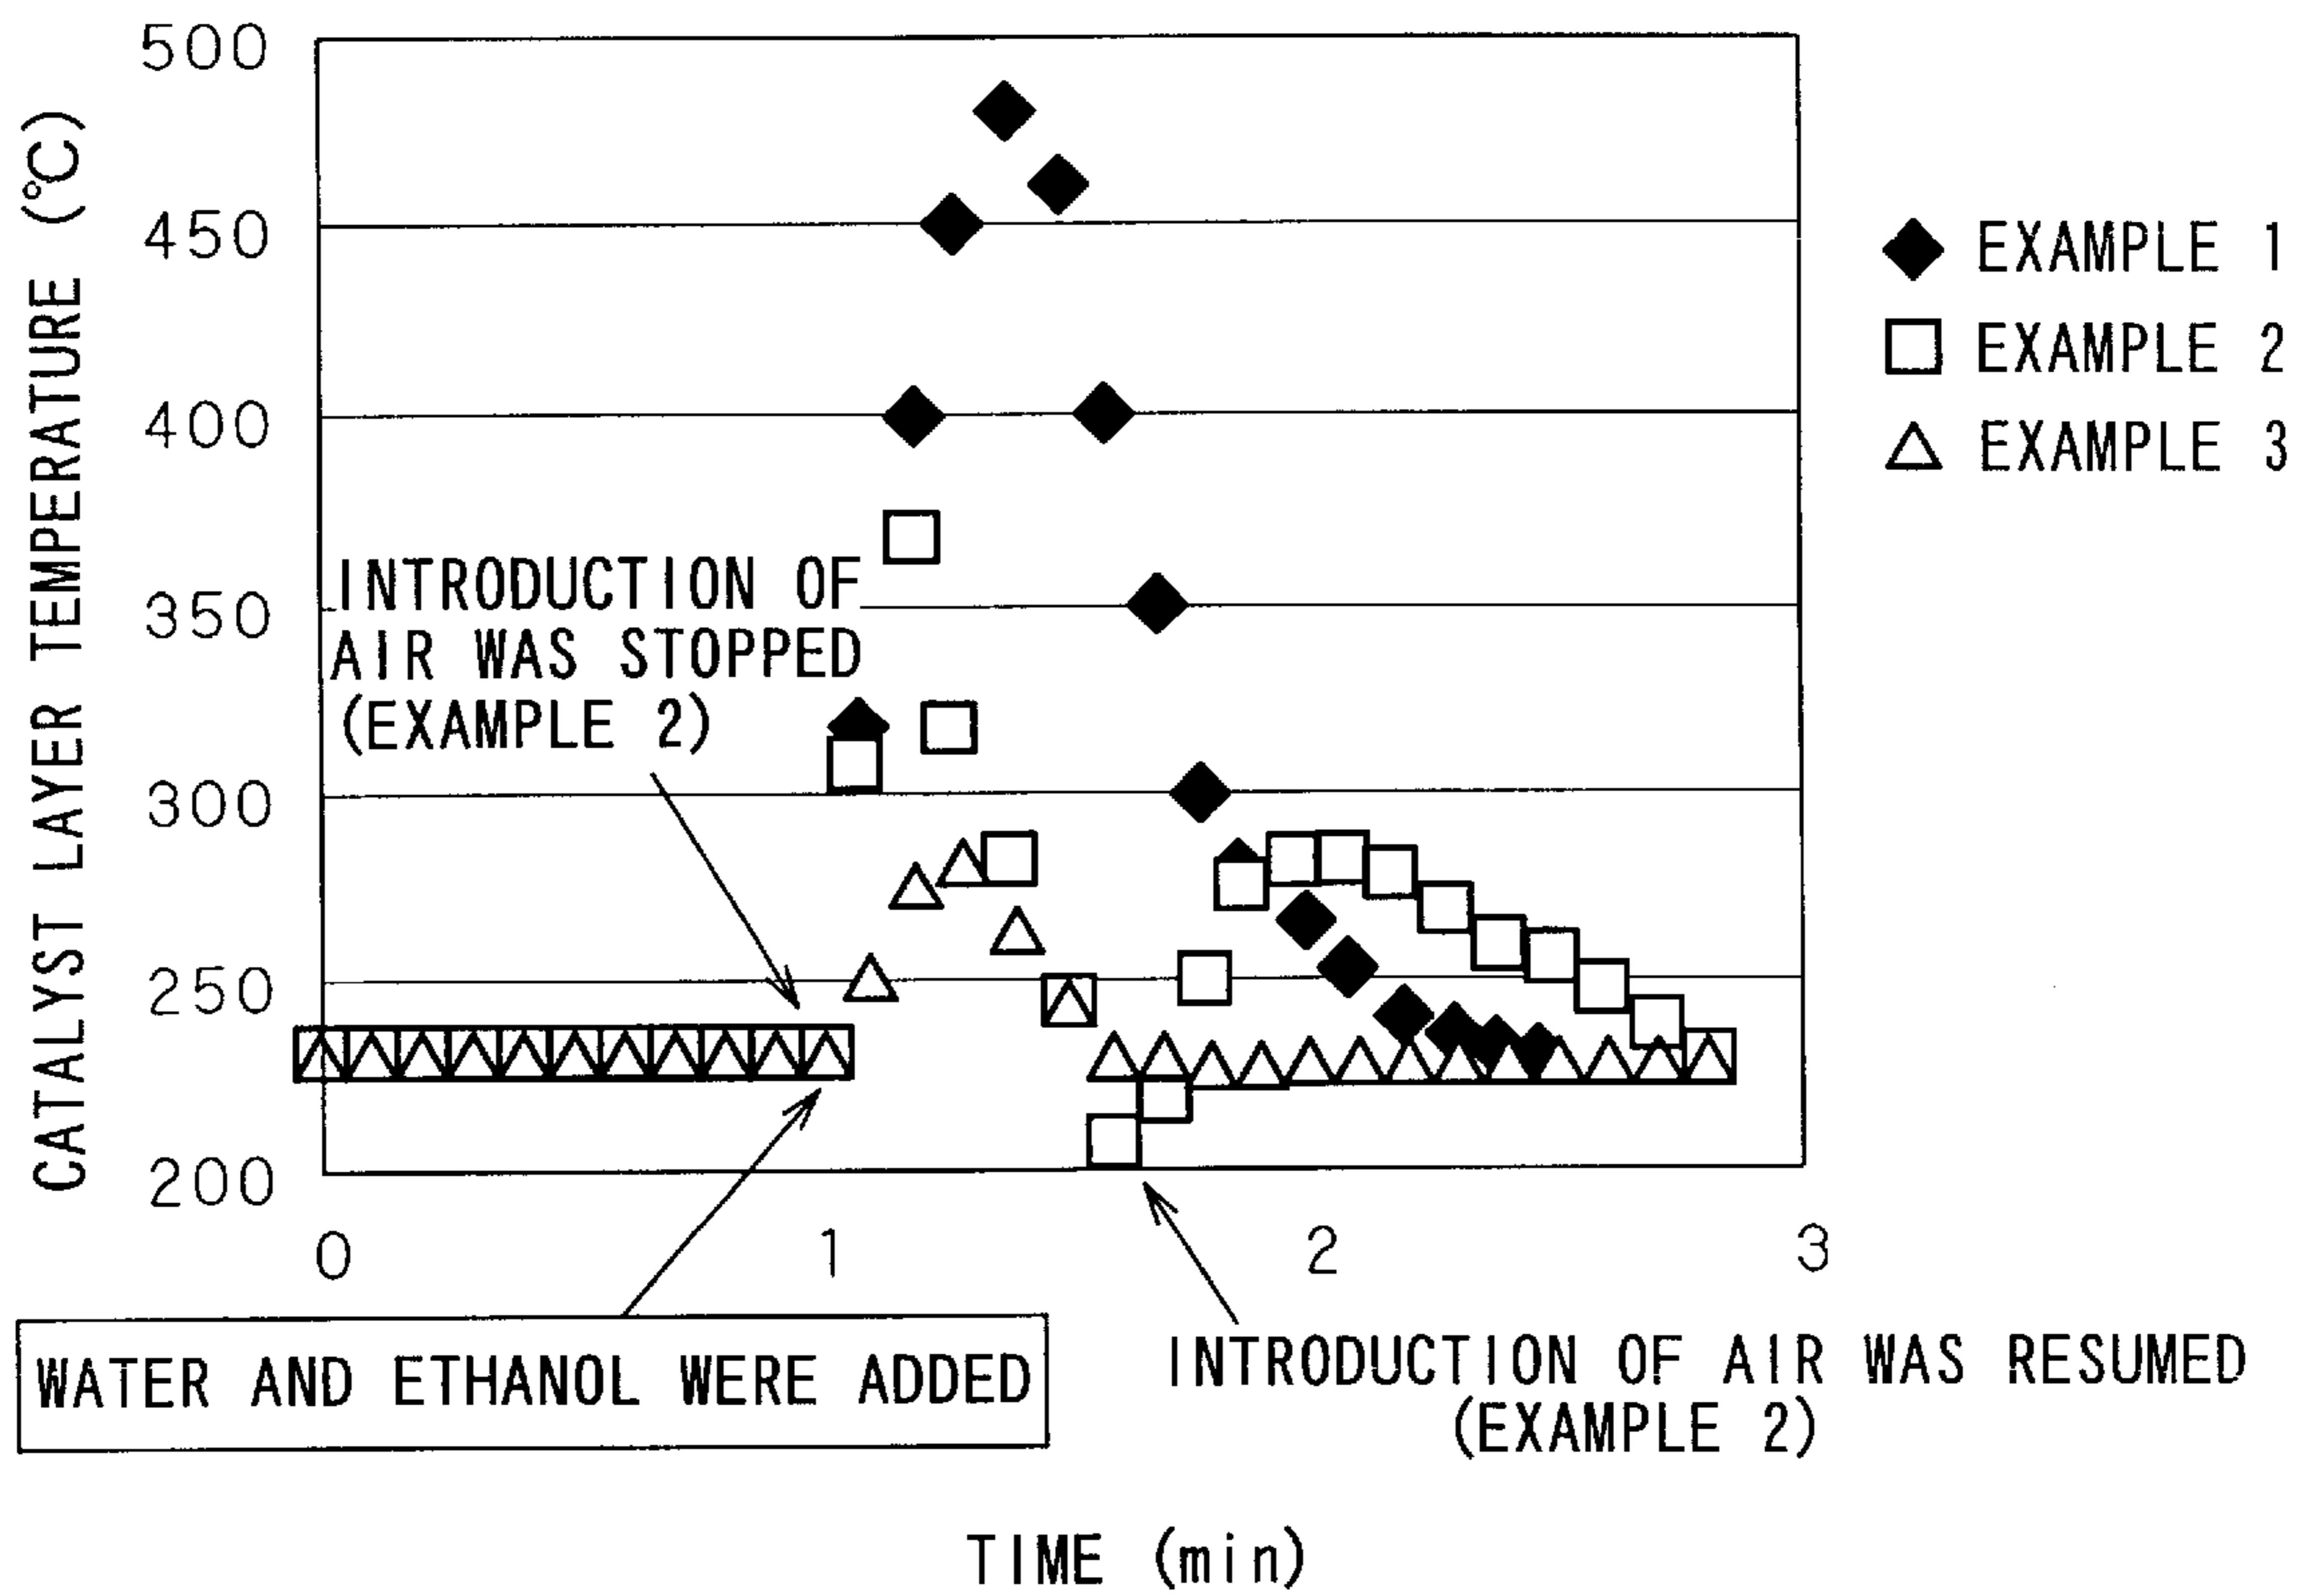 CATALYST LAYER TEMPERATURE (°C)
500
450
400
350
300
250
200
INTRODUCTION OF
AIR WAS STOPPED
(EXAMPLE 2)
EXAMPLE 1
EXAMPLE 2
EXAMPLE 3
0 1 2 3
WATER AND ETHANOL WERE ADDED
INTRODUCTION OF AIR WAS RESUMED
(EXAMPLE 2)
TIME (min)